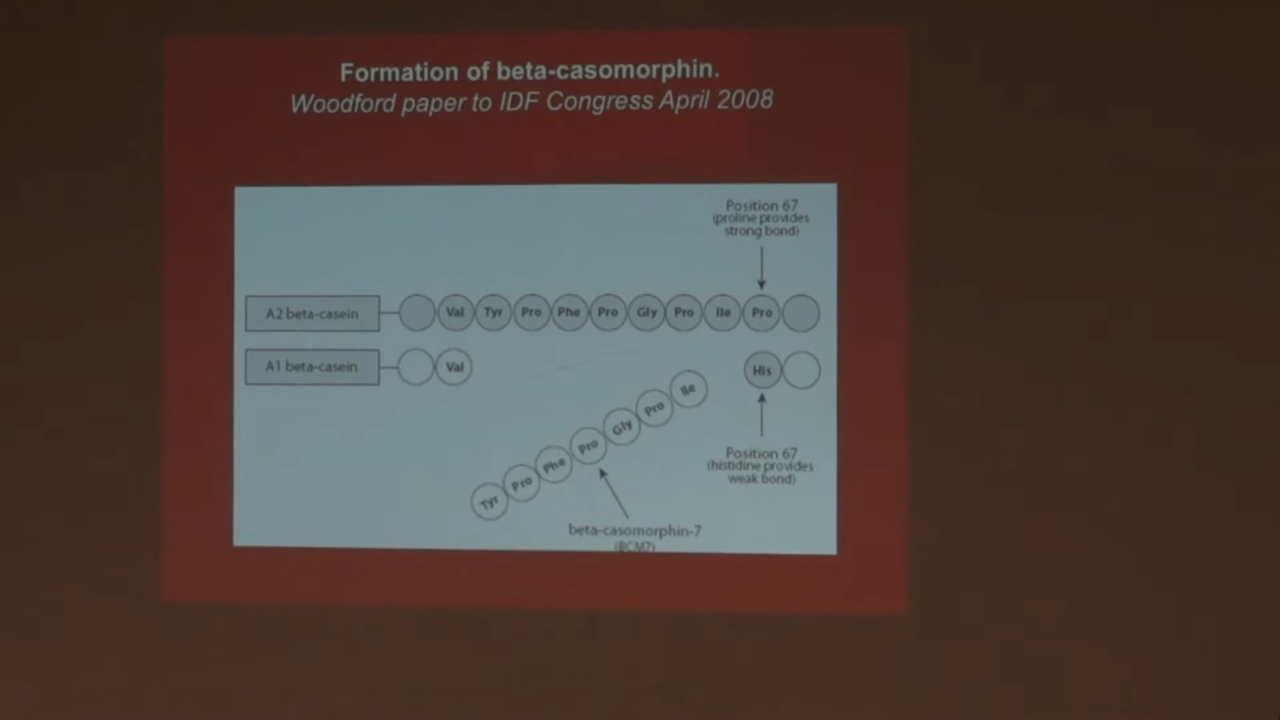 Formation of beta-casomorphin.
Woodford paper to IDF Congress April 2008
Position 67
(proline provides
strong bond)
A2 beta-casein
Val Tyr Pro Phe Pro Gly Pro Ile Pro
A1 beta-casein
Val
His
Tyr Pro Phe Pro Gly Pro Ile
Position 67
(histidine provides
weak bond)
beta-casomorphin-7
(BCM7)